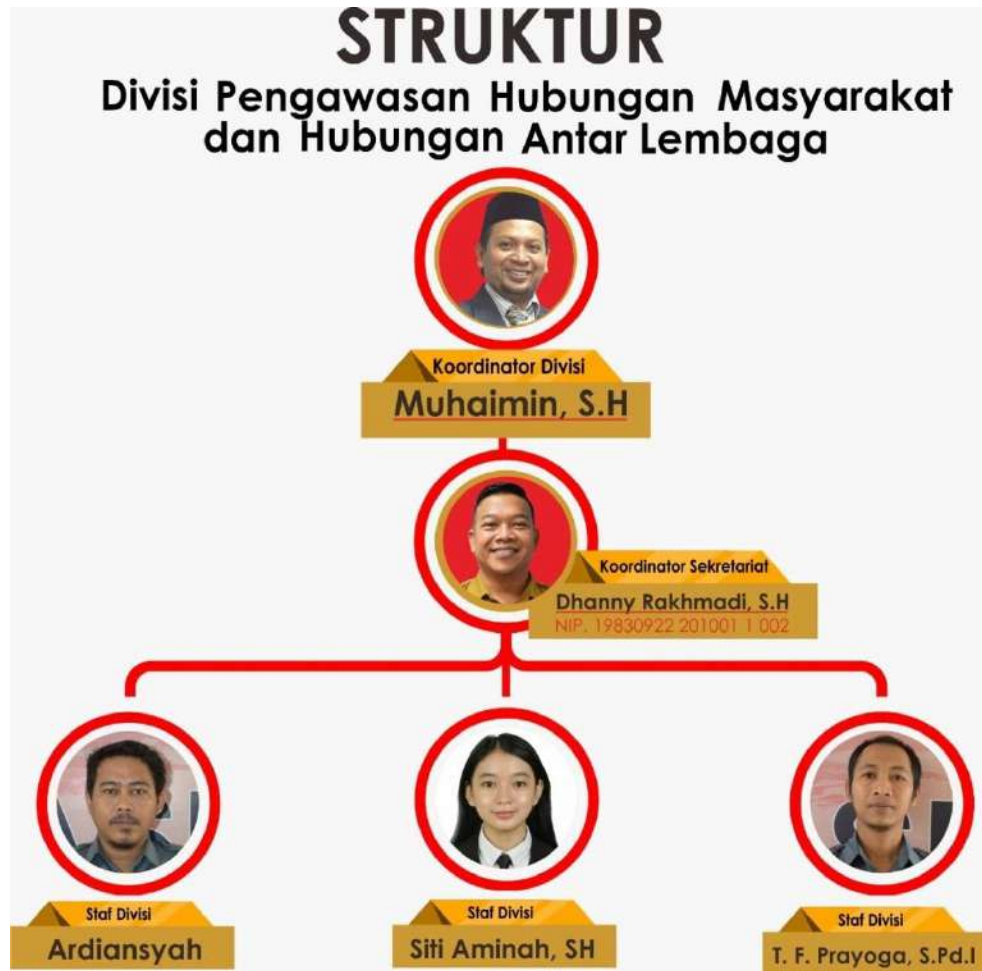 STRUKTUR
Divisi Pengawasan Hubungan Masyarakat
dan Hubungan Antar Lembaga
Koordinator Divisi
Muhaimin, S.H
Koordinator Sekretariat
Dhanny Rakhmadi, S.H
NIP. 19830922 201001 1 002
Staf Divisi
Ardiansyah
Staf Divisi
Siti Aminah, SH
Staf Divisi
T. F. Prayoga, S.Pd.I